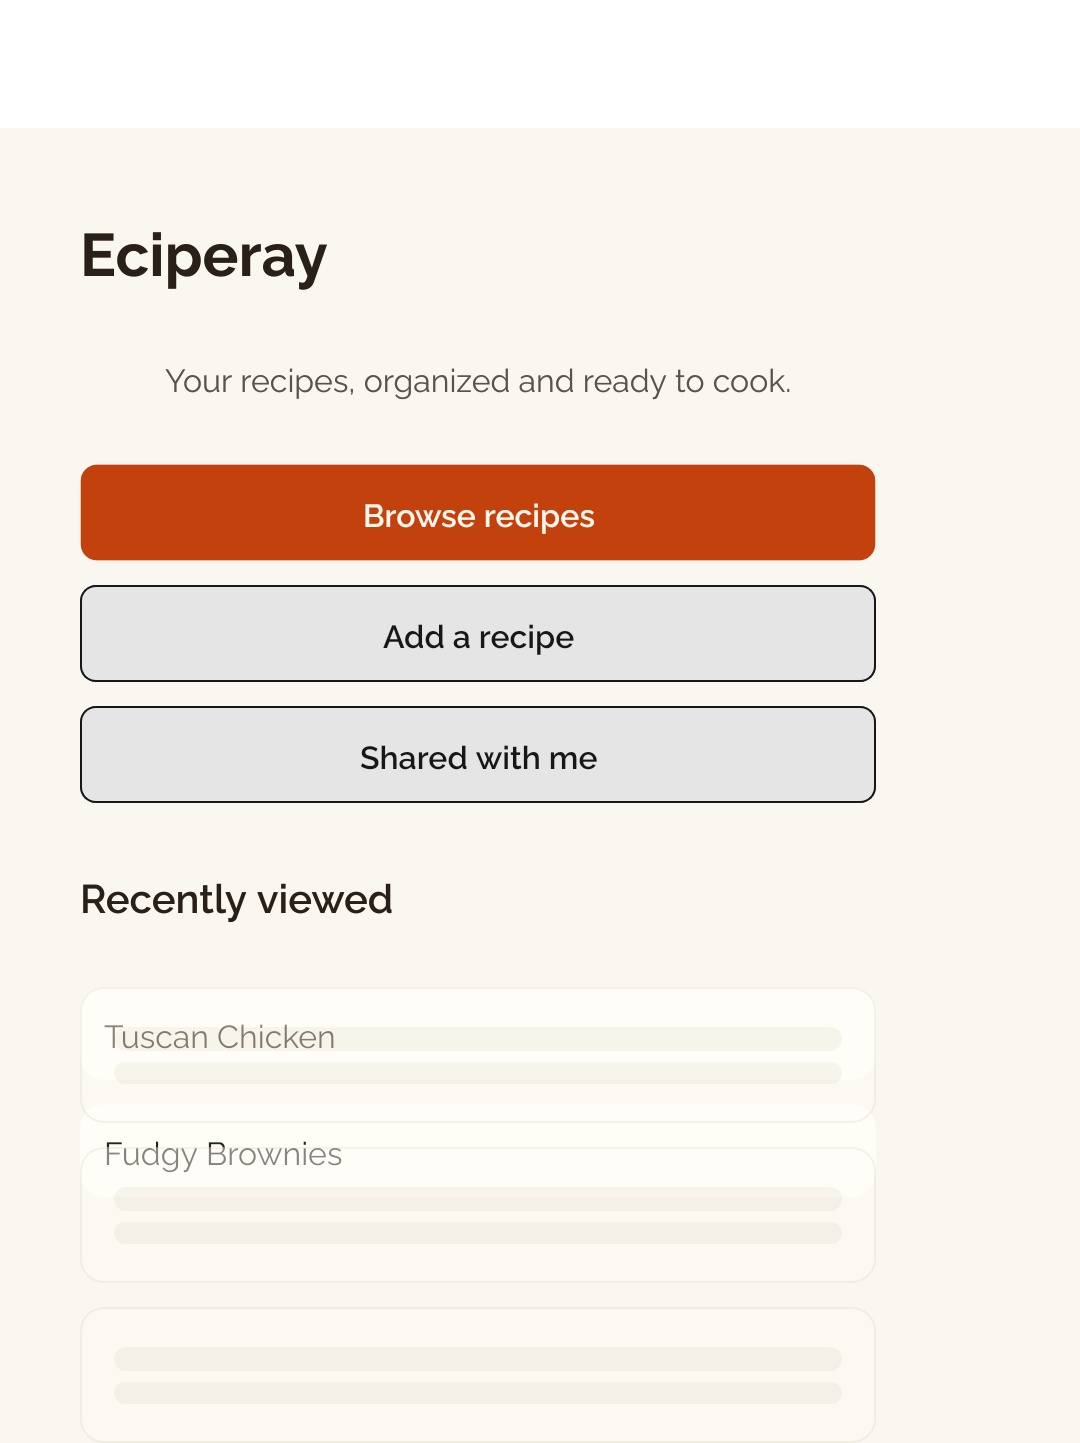 Eciperay
Your recipes, organized and ready to cook.
Browse recipes
Add a recipe
Shared with me
Recently viewed
Tuscan Chicken
Fudgy Brownies